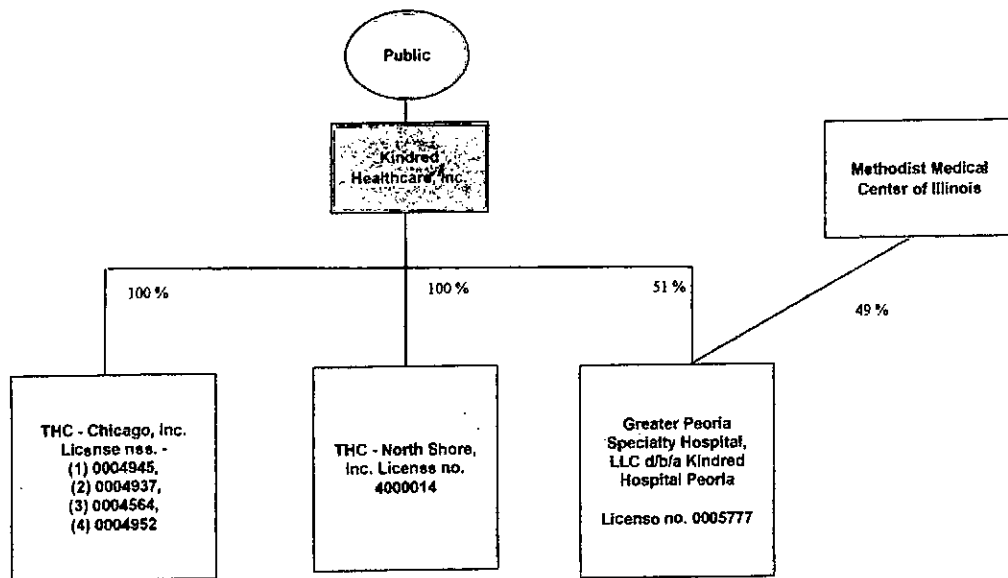 Public
Kindred
Healthcare, Inc.
Methodist Medical
Center of Illinois
100 %
100 %
51 %
49 %
THC - Chicago, Inc.
License nos. -
(1) 0004945,
(2) 0004937,
(3) 0004564,
(4) 0004952
THC - North Shore,
Inc. License no.
4000014
Greater Peoria
Specialty Hospital,
LLC d/b/a Kindred
Hospital Peoria
License no. 0005777